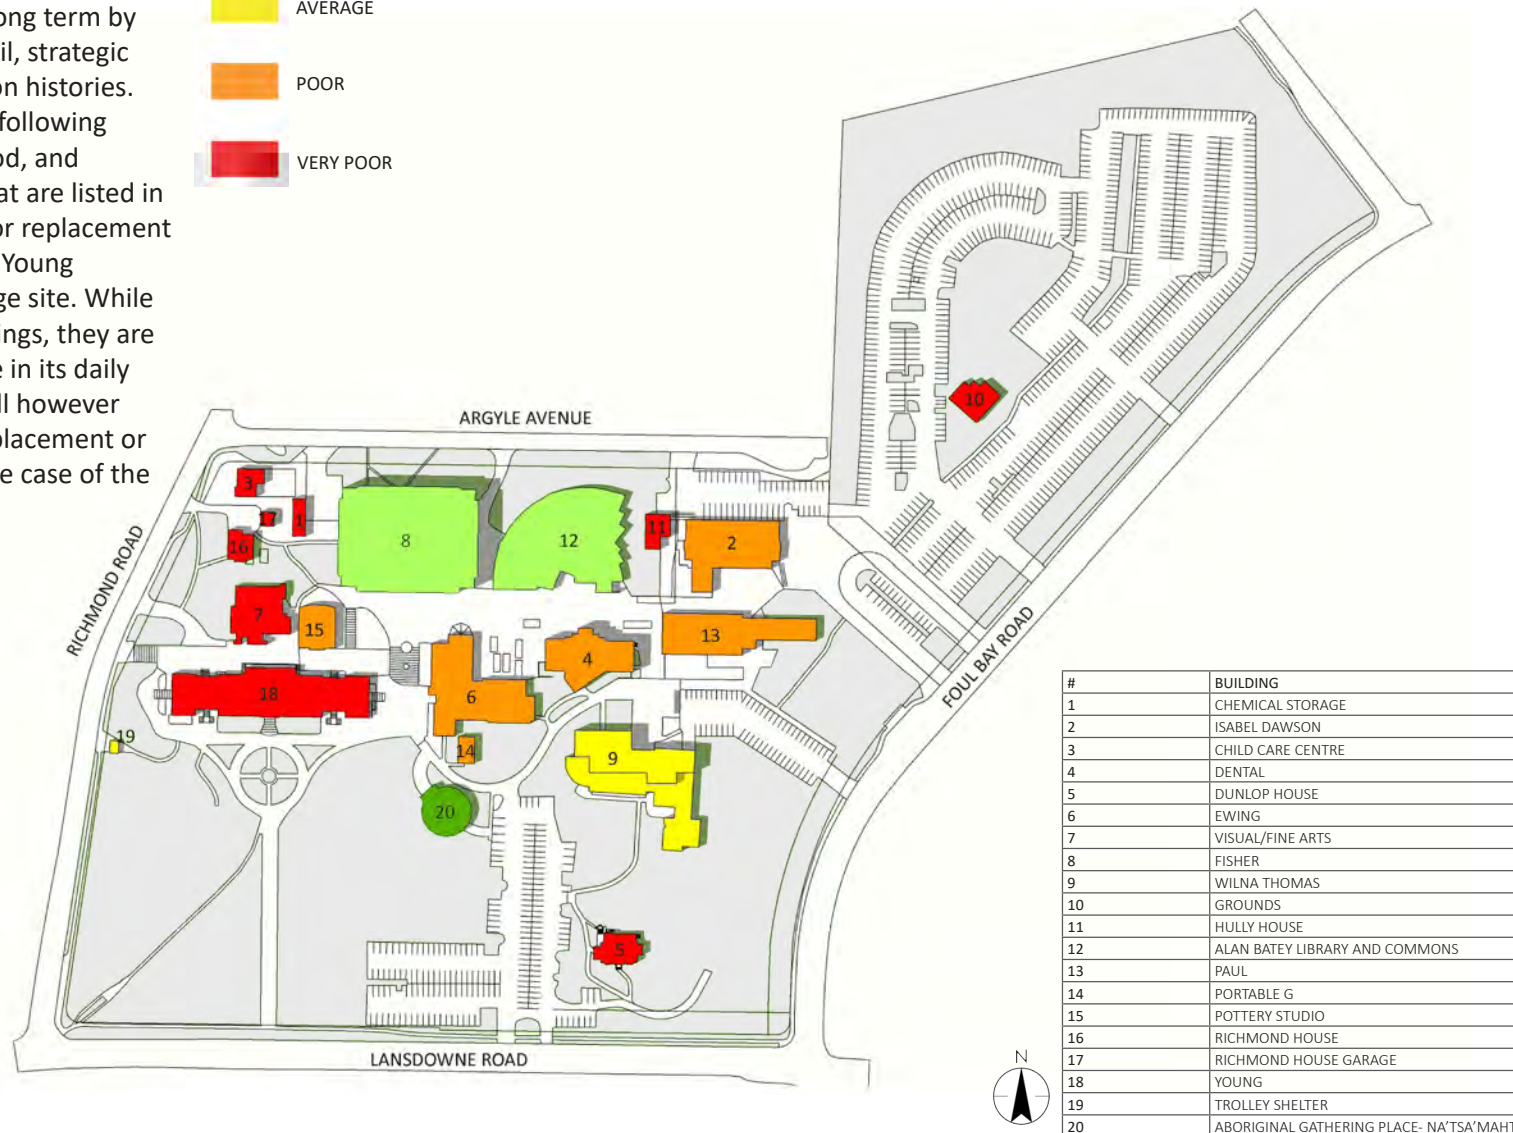 ong term by
il, strategic
on histories.
following
od, and
at are listed in
or replacement
Young
ge site. While
ings, they are
e in its daily
ll however
placement or
e case of the
AVERAGE
POOR
VERY POOR
ARGYLE AVENUE
RICHMOND ROAD
FOUL BAY ROAD
LANSDOWNE ROAD
3
17
1
16
8
12
11
2
10
7
15
13
4
18
6
19
14
9
20
5
N
# BUILDING
1 CHEMICAL STORAGE
2 ISABEL DAWSON
3 CHILD CARE CENTRE
4 DENTAL
5 DUNLOP HOUSE
6 EWING
7 VISUAL/FINE ARTS
8 FISHER
9 WILNA THOMAS
10 GROUNDS
11 HULLY HOUSE
12 ALAN BATEY LIBRARY AND COMMONS
13 PAUL
14 PORTABLE G
15 POTTERY STUDIO
16 RICHMOND HOUSE
17 RICHMOND HOUSE GARAGE
18 YOUNG
19 TROLLEY SHELTER
20 ABORIGINAL GATHERING PLACE- NA’TSA’MAHT